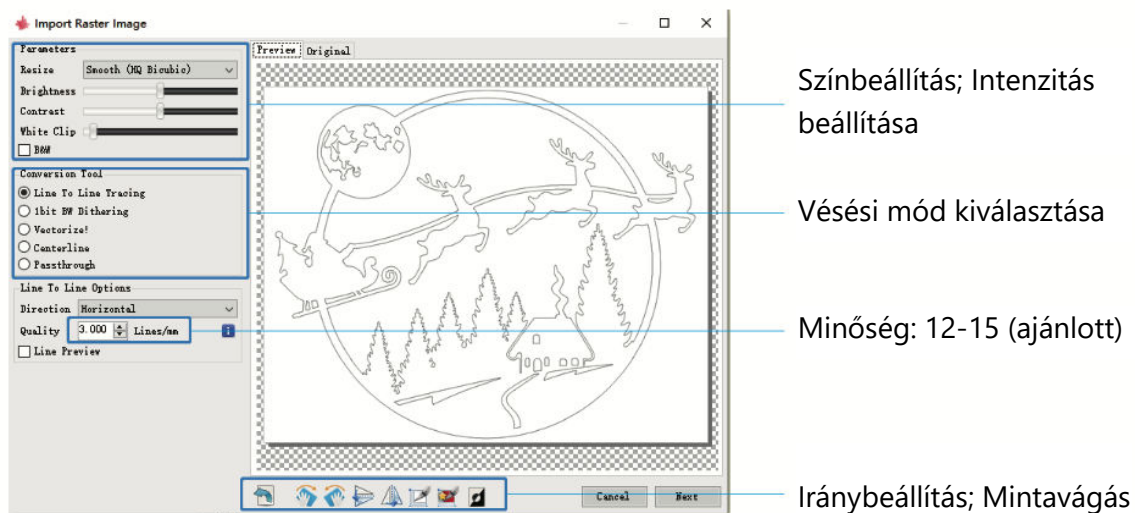 Import Raster Image
Parameters
Resize Smooth (HQ Bicubic)
Brightness
Contrast
White Clip
B&W
Conversion Tool
Line To Line Tracing
1bit BW Dithering
Vectorize!
Centerline
Passthrough
Line To Line Options
Direction Horizontal
Quality 3.000 Lines/mm
Line Preview
Preview Original
Cancel Next
Színbeállítás; Intenzitás
beállítása
Vésési mód kiválasztása
Minőség: 12-15 (ajánlott)
Iránybeállítás; Mintavágás